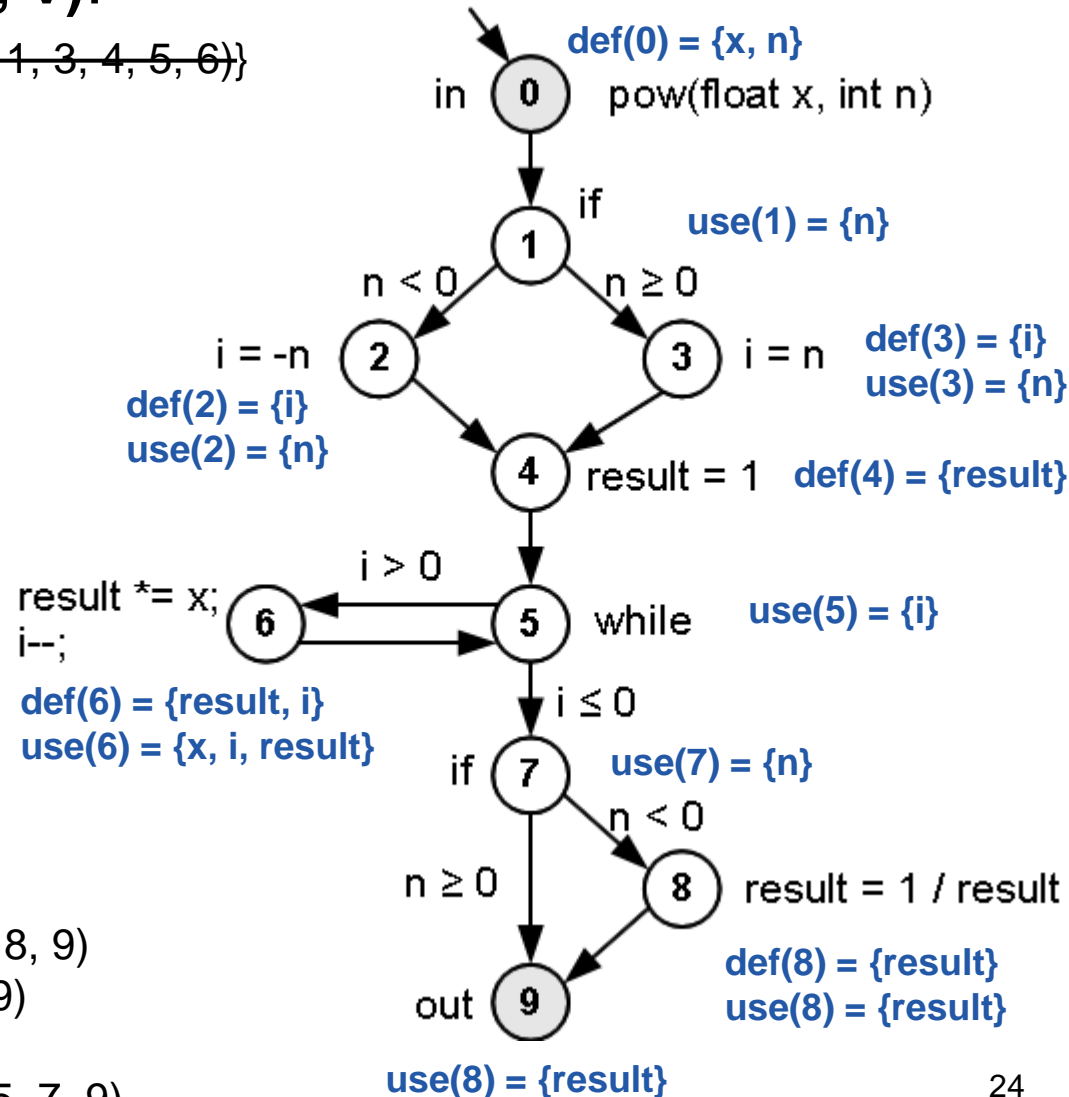 , v).
1, 3, 4, 5, 6)}
def(0) = {x, n}
in 0 pow(float x, int n)
if
use(1) = {n}
1
n < 0 n ≥ 0
i = -n 2 3 i = n
def(3) = {i}
use(3) = {n}
def(2) = {i}
use(2) = {n}
4 result = 1 def(4) = {result}
i > 0
result *= x;
i--;
6 5 while use(5) = {i}
def(6) = {result, i}
use(6) = {x, i, result}
i ≤ 0
if 7 use(7) = {n}
n < 0
n ≥ 0
8 result = 1 / result
8, 9)
def(8) = {result}
use(8) = {result}
9)
out 9
use(8) = {result}
5, 7, 9)
24